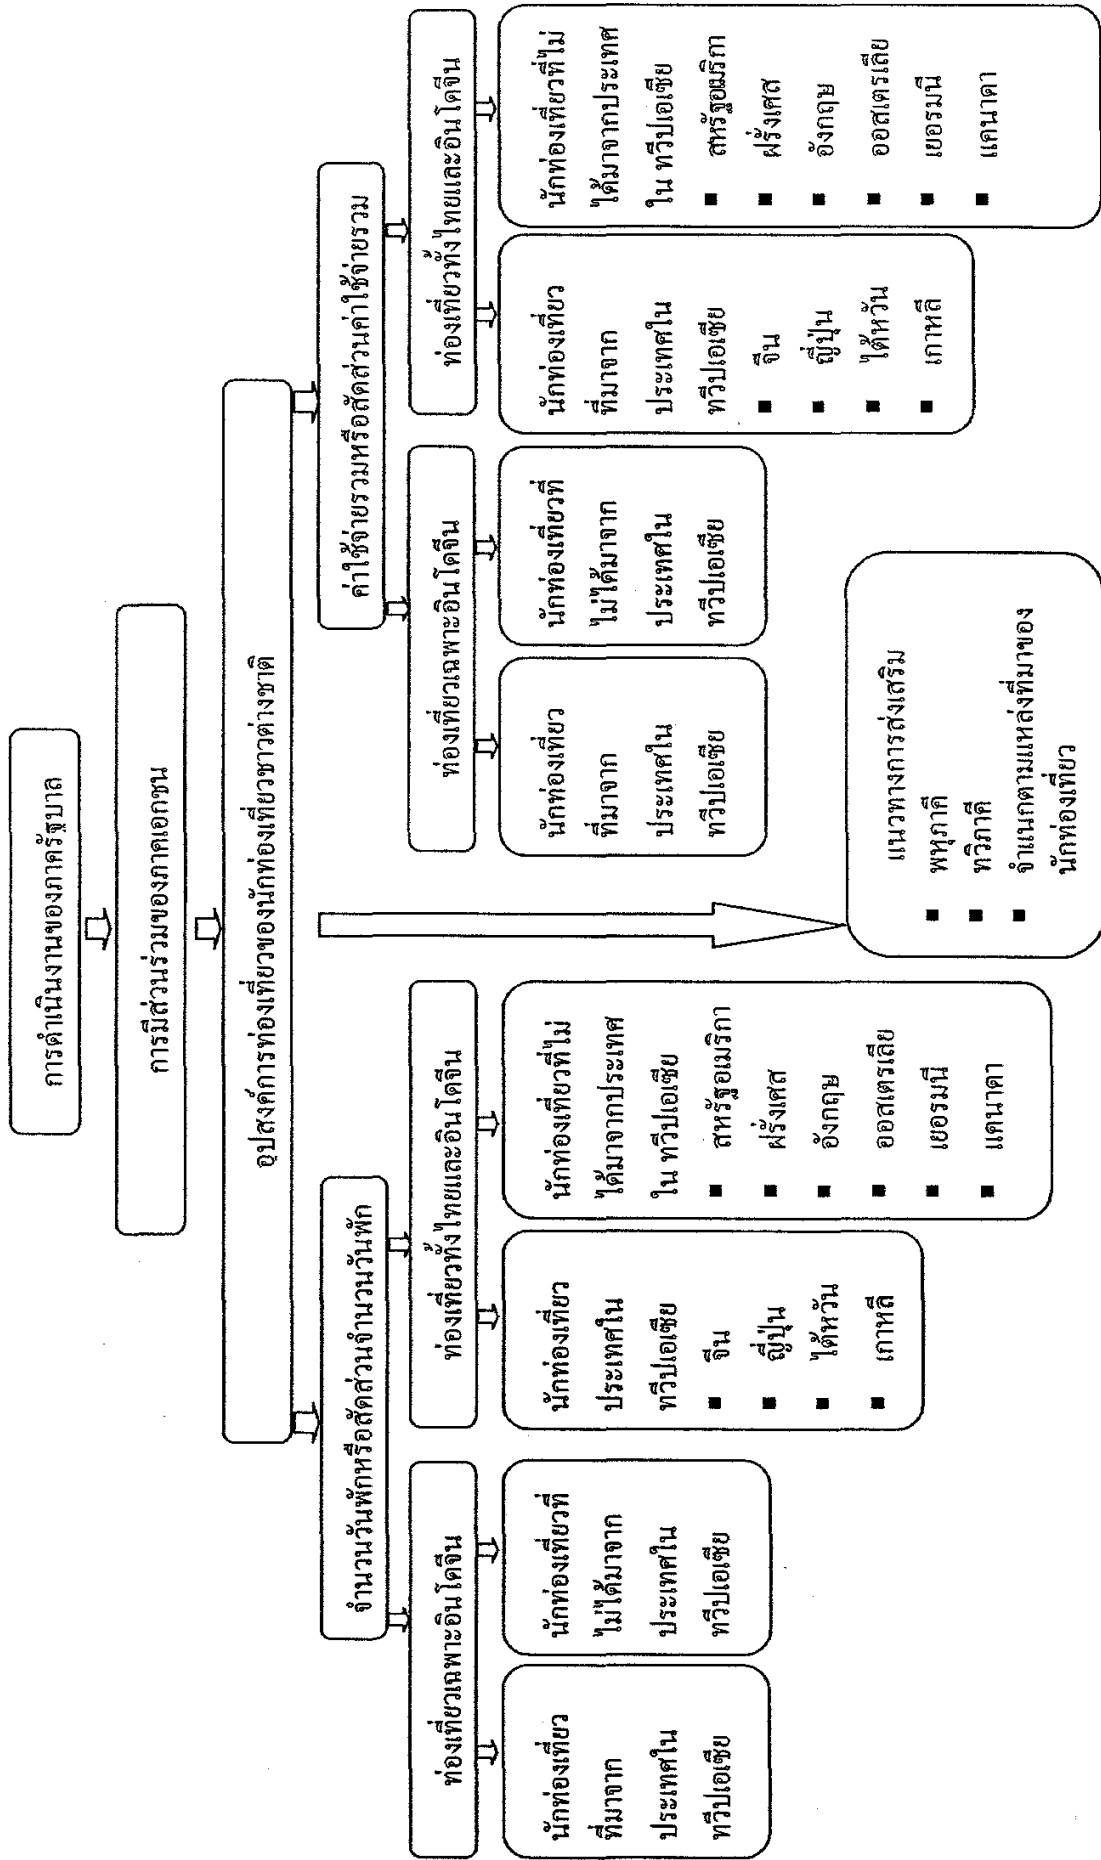 การดำเนินงานของภาครัฐบาล
การมีส่วนร่วมของภาคเอกชน
อุปสงค์การท่องเที่ยวของนักท่องเที่ยวชาวต่างชาติ
จำนวนวันพักหรือสัดส่วนจำนวนวันพัก
ค่าใช้จ่ายรวมหรือสัดส่วนค่าใช้จ่ายรวม
ท่องเที่ยวเฉพาะอินโดจีน
ท่องเที่ยวทั้งไทยและอินโดจีน
ท่องเที่ยวเฉพาะอินโดจีน
ท่องเที่ยวทั้งไทยและอินโดจีน
นักท่องเที่ยว
ที่มาจาก
ประเทศใน
ทวีปเอเชีย
นักท่องเที่ยวที่
ไม่ได้มาจาก
ประเทศใน
ทวีปเอเชีย
นักท่องเที่ยว
ประเทศใน
ทวีปเอเชีย
■ จีน
■ ญี่ปุ่น
■ ไต้หวัน
■ เกาหลี
นักท่องเที่ยวที่ไม่
ได้มาจากประเทศ
ใน ทวีปเอเชีย
■ สหรัฐอเมริกา
■ ฝรั่งเศส
■ อังกฤษ
■ ออสเตรเลีย
■ เยอรมนี
■ แคนาดา
นักท่องเที่ยว
ที่มาจาก
ประเทศใน
ทวีปเอเชีย
นักท่องเที่ยวที่
ไม่ได้มาจาก
ประเทศใน
ทวีปเอเชีย
นักท่องเที่ยว
ที่มาจาก
ประเทศใน
ทวีปเอเชีย
■ จีน
■ ญี่ปุ่น
■ ไต้หวัน
■ เกาหลี
นักท่องเที่ยวที่ไม่
ได้มาจากประเทศ
ใน ทวีปเอเชีย
■ สหรัฐอเมริกา
■ ฝรั่งเศส
■ อังกฤษ
■ ออสเตรเลีย
■ เยอรมนี
■ แคนาดา
แนวทางการส่งเสริม
■ พหุภาคี
■ ทวิภาคี
■ จำแนกตามแหล่งที่มาของ
นักท่องเที่ยว